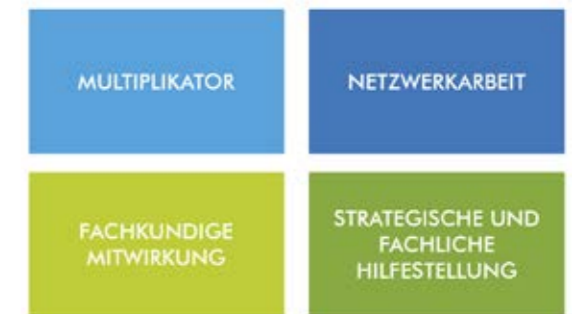 MULTIPLIKATOR
NETZWERKARBEIT
FACHKUNDIGE
MITWIRKUNG
STRATEGISCHE UND
FACHLICHE
HILFESTELLUNG